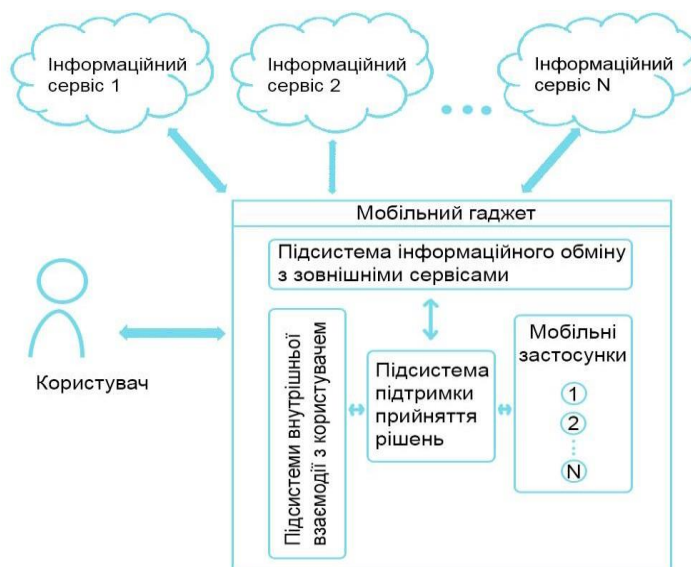 Інформаційний
сервіс 1
Інформаційний
сервіс 2
Інформаційний
сервіс N
Мобільний гаджет
Підсистема інформаційного обміну
з зовнішніми сервісами
Користувач
Підсистеми внутрішньої
взаємодії з користувачем
Підсистема
підтримки
прийняття
рішень
Мобільні
застосунки
1
2
N